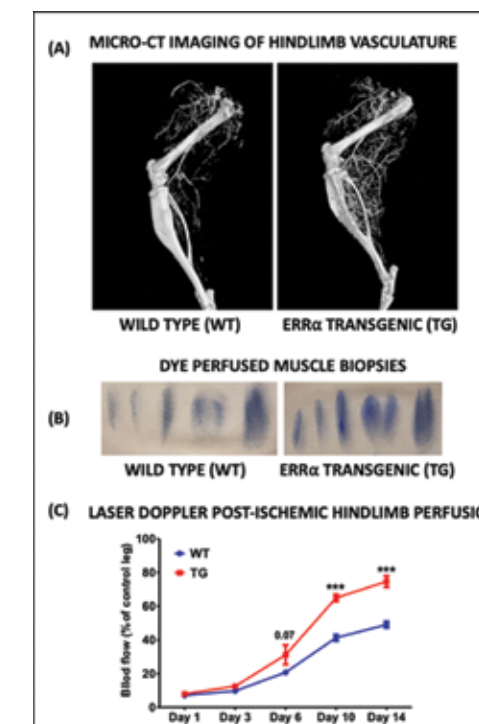 (A) MICRO-CT IMAGING OF HINDLIMB VASCULATURE
WILD TYPE (WT) ERRα TRANSGENIC (TG)
DYE PERFUSED MUSCLE BIOPSIES
(B)
WILD TYPE (WT) ERRα TRANSGENIC (TG)
(C) LASER DOPPLER POST-ISCHEMIC HINDLIMB PERFUSIO
Blod flow (% of control leg)
100
80
60
40
20
0
WT
TG
0.07
***
***
Day 1 Day 3 Day 6 Day 10 Day 14